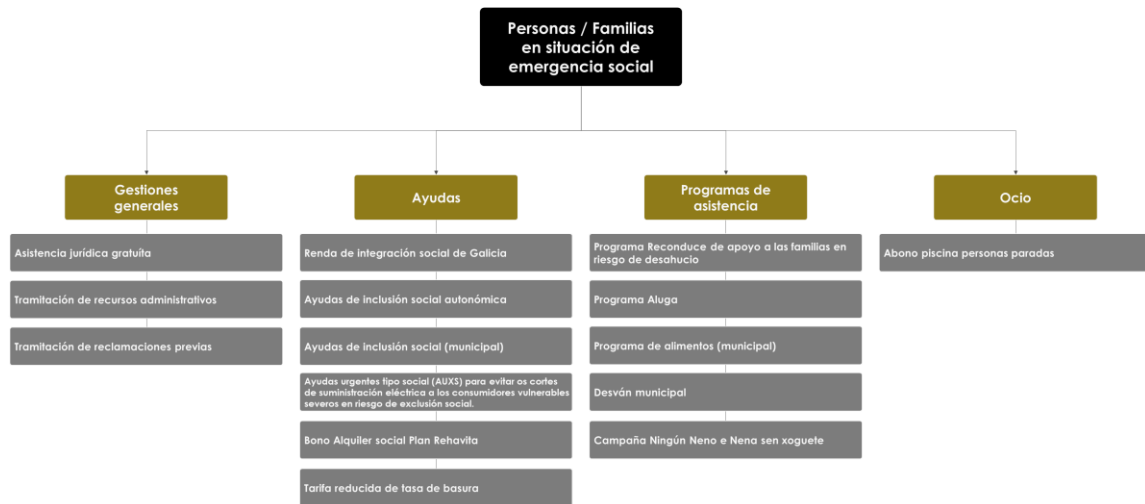 Personas / Familias
en situación de
emergencia social
Gestiones
generales
Asistencia jurídica gratuíta
Tramitación de recursos administrativos
Tramitación de reclamaciones previas
Ayudas
Renda de integración social de Galicia
Ayudas de inclusión social autonómica
Ayudas de inclusión social (municipal)
Ayudas urgentes tipo social (AUXS) para evitar os cortes
de suministración eléctrica a los consumidores vulnerables
severos en riesgo de exclusión social.
Bono Alquiler social Plan Rehavita
Tarifa reducida de tasa de basura
Programas de
asistencia
Programa Reconduce de apoyo a las familias en
riesgo de desahucio
Programa Aluga
Programa de alimentos (municipal)
Desván municipal
Campaña Ningún Neno e Nena sen xoguete
Ocio
Abono piscina personas paradas